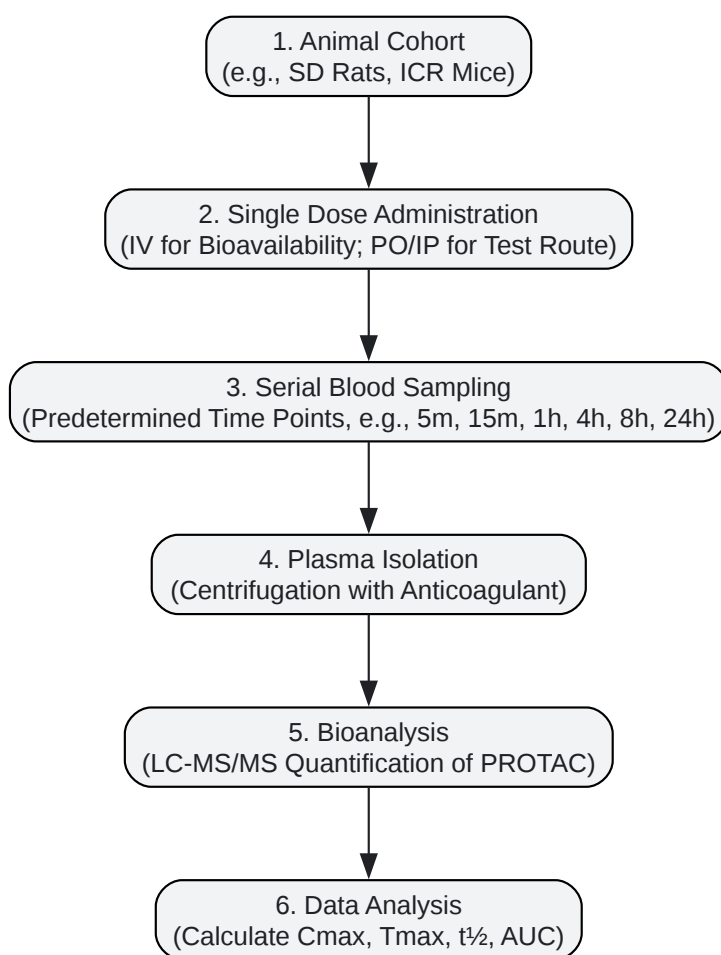 1. Animal Cohort
(e.g., SD Rats, ICR Mice)
2. Single Dose Administration
(IV for Bioavailability; PO/IP for Test Route)
3. Serial Blood Sampling
(Predetermined Time Points, e.g., 5m, 15m, 1h, 4h, 8h, 24h)
4. Plasma Isolation
(Centrifugation with Anticoagulant)
5. Bioanalysis
(LC-MS/MS Quantification of PROTAC)
6. Data Analysis
(Calculate Cmax, Tmax, t½, AUC)